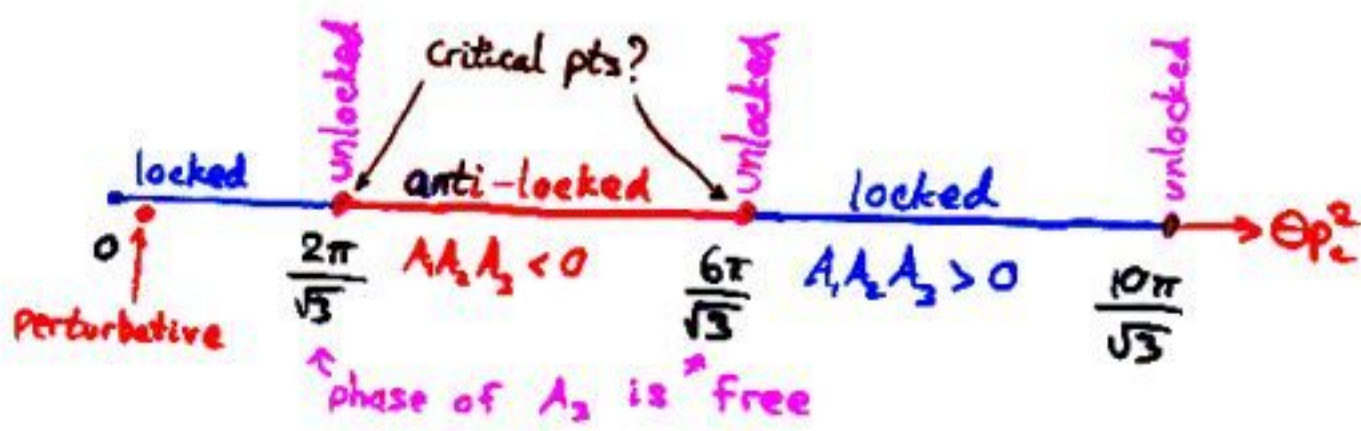 critical pts?
unlocked
unlocked
unlocked
locked
anti-locked
locked
0
2π/√3
A₁A₂A₃ < 0
6π/√3
A₁A₂A₃ > 0
10π/√3
Θp_c²
perturbative
phase of A₃ is free